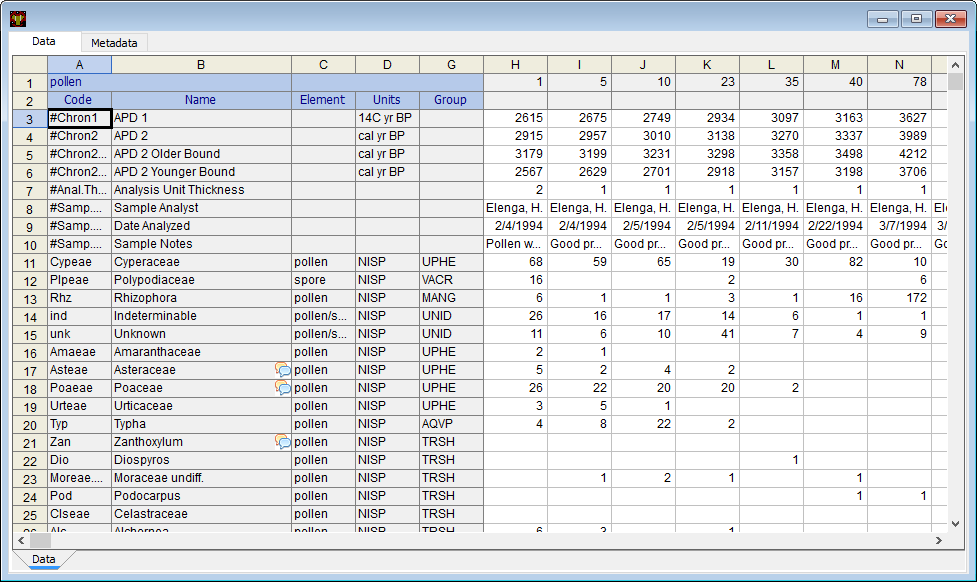 Data Metadata
A B C D G H I J K L M N
1 pollen 1 5 10 23 35 40 78
2 Code Name Element Units Group
3 #Chron1 APD 1 14C yr BP 2615 2675 2749 2934 3097 3163 3627
4 #Chron2 APD 2 cal yr BP 2915 2957 3010 3138 3270 3337 3989
5 #Chron2... APD 2 Older Bound cal yr BP 3179 3199 3231 3298 3358 3498 4212
6 #Chron2... APD 2 Younger Bound cal yr BP 2567 2629 2701 2918 3157 3198 3706
7 #Anal.Th... Analysis Unit Thickness 2 1 1 1 1 1 1
8 #Samp.... Sample Analyst Elenga, H. Elenga, H. Elenga, H. Elenga, H. Elenga, H. Elenga, H. Elenga, H. El
9 #Samp.... Date Analyzed 2/4/1994 2/4/1994 2/5/1994 2/5/1994 2/11/1994 2/22/1994 3/7/1994 3/
10 #Samp.... Sample Notes Pollen w... Good pr... Good pr... Good pr... Good pr... Good pr... Good pr... Go
11 Cypeae Cyperaceae pollen NISP UPHE 68 59 65 19 30 82 10
12 Plpeae Polypodiaceae spore NISP VACR 16 2 6
13 Rhz Rhizophora pollen NISP MANG 6 1 1 3 1 16 172
14 ind Indeterminable pollen/s... NISP UNID 26 16 17 14 6 1 1
15 unk Unknown pollen/s... NISP UNID 11 6 10 41 7 4 9
16 Amaeae Amaranthaceae pollen NISP UPHE 2 1
17 Asteae Asteraceae pollen NISP UPHE 5 2 4 2
18 Poaeae Poaceae pollen NISP UPHE 26 22 20 20 2
19 Urteae Urticaceae pollen NISP UPHE 3 5 1
20 Typ Typha pollen NISP AQVP 4 8 22 2
21 Zan Zanthoxylum pollen NISP TRSH
22 Dio Diospyros pollen NISP TRSH 1
23 Moreae.... Moraceae undiff. pollen NISP TRSH 1 2 1 1
24 Pod Podocarpus pollen NISP TRSH 1 1
25 Clseae Celastraceae pollen NISP TRSH
26 Alc Alchornea pollen NISP TRSH 6 3 1
Data